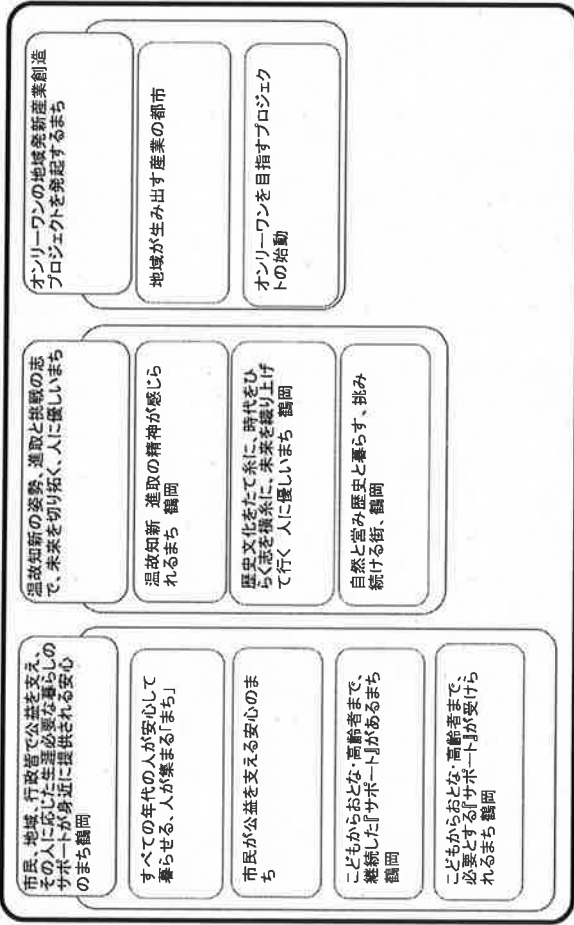 市民、地域、行政皆で公益を支え、
その人に応じた生涯必要な暮らしの
サポートが身近に提供される安心
のまち鶴岡
すべての年代の人が安心して
暮らせる、人が集まる「まち」
市民が公益を支える安心のま
ち
こどもからおとな・高齢者まで、
継続した『サポート』があるまち
鶴岡
こどもからおとな・高齢者まで、
必要とする『サポート』が受けら
れるまち 鶴岡
温故知新の姿勢、進取と挑戦の志
で、未来を切り拓く、人に優しいまち
温故知新 進取の精神が感じら
れるまち 鶴岡
歴史文化をたて糸に、時代をひ
らく志を横糸に、未来を織り上げ
て行く 人に優しいまち 鶴岡
自然と営み歴史と暮らす、挑み
続ける街、鶴岡
オンリーワンの地域発新産業創造
プロジェクトを発起するまち
地域が生み出す産業の都市
オンリーワンを目指すプロジェク
トの始動